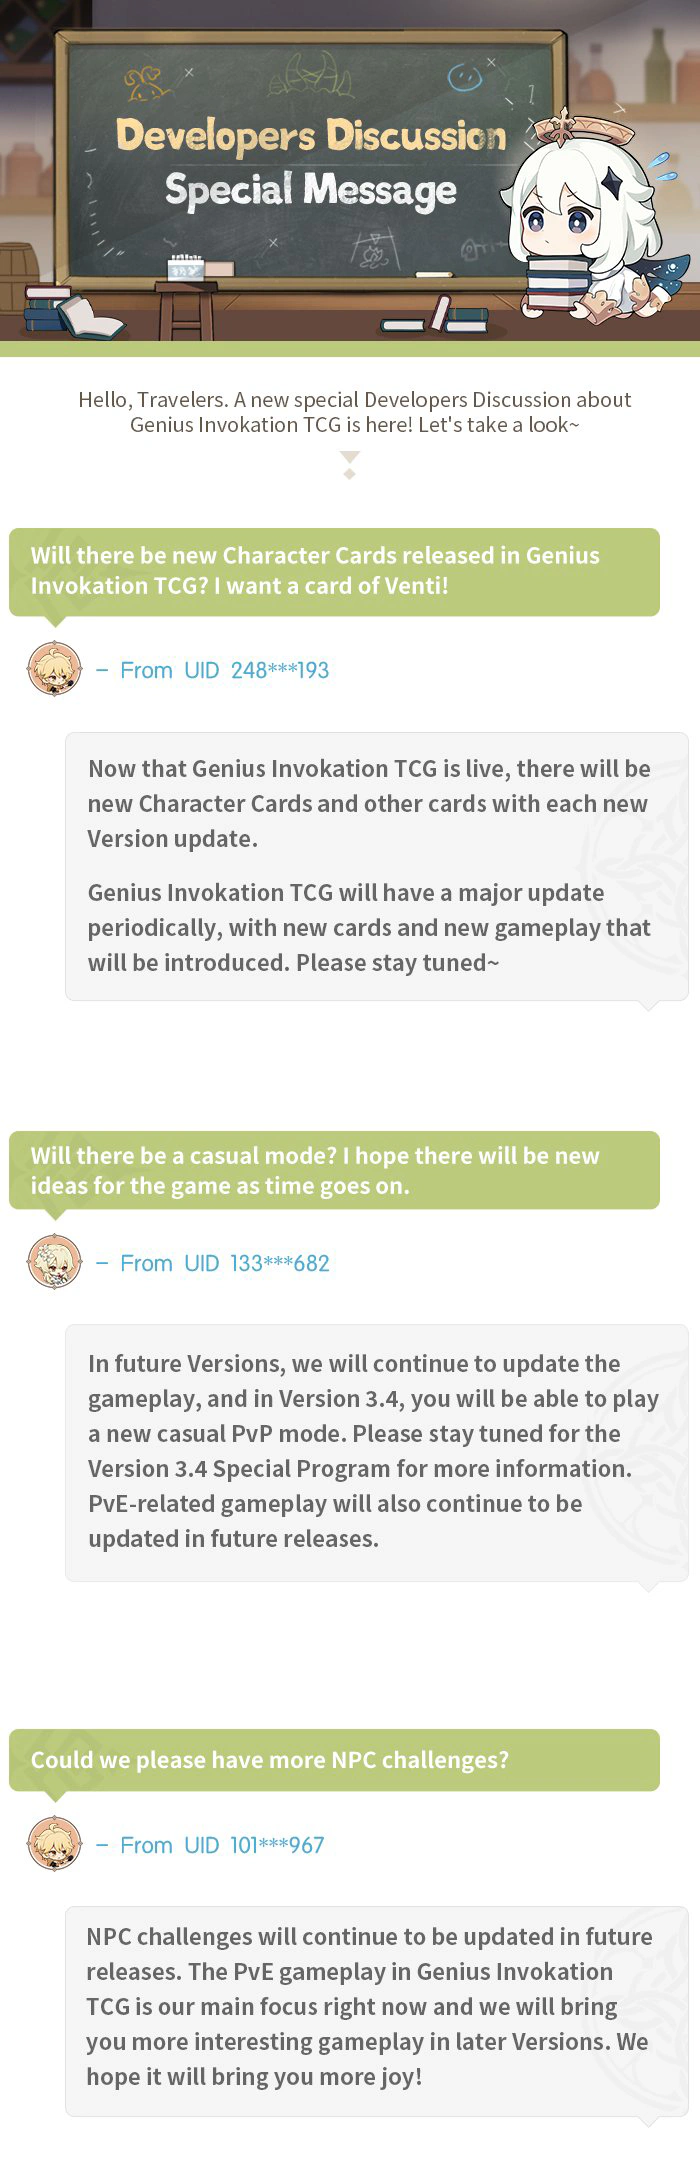 Developers Discussion
Special Message
Hello, Travelers. A new special Developers Discussion about
Genius Invokation TCG is here! Let's take a look~
Will there be new Character Cards released in Genius
Invokation TCG? I want a card of Venti!
– From UID 248***193
Now that Genius Invokation TCG is live, there will be
new Character Cards and other cards with each new
Version update.
Genius Invokation TCG will have a major update
periodically, with new cards and new gameplay that
will be introduced. Please stay tuned~
Will there be a casual mode? I hope there will be new
ideas for the game as time goes on.
– From UID 133***682
In future Versions, we will continue to update the
gameplay, and in Version 3.4, you will be able to play
a new casual PvP mode. Please stay tuned for the
Version 3.4 Special Program for more information.
PvE-related gameplay will also continue to be
updated in future releases.
Could we please have more NPC challenges?
– From UID 101***967
NPC challenges will continue to be updated in future
releases. The PvE gameplay in Genius Invokation
TCG is our main focus right now and we will bring
you more interesting gameplay in later Versions. We
hope it will bring you more joy!